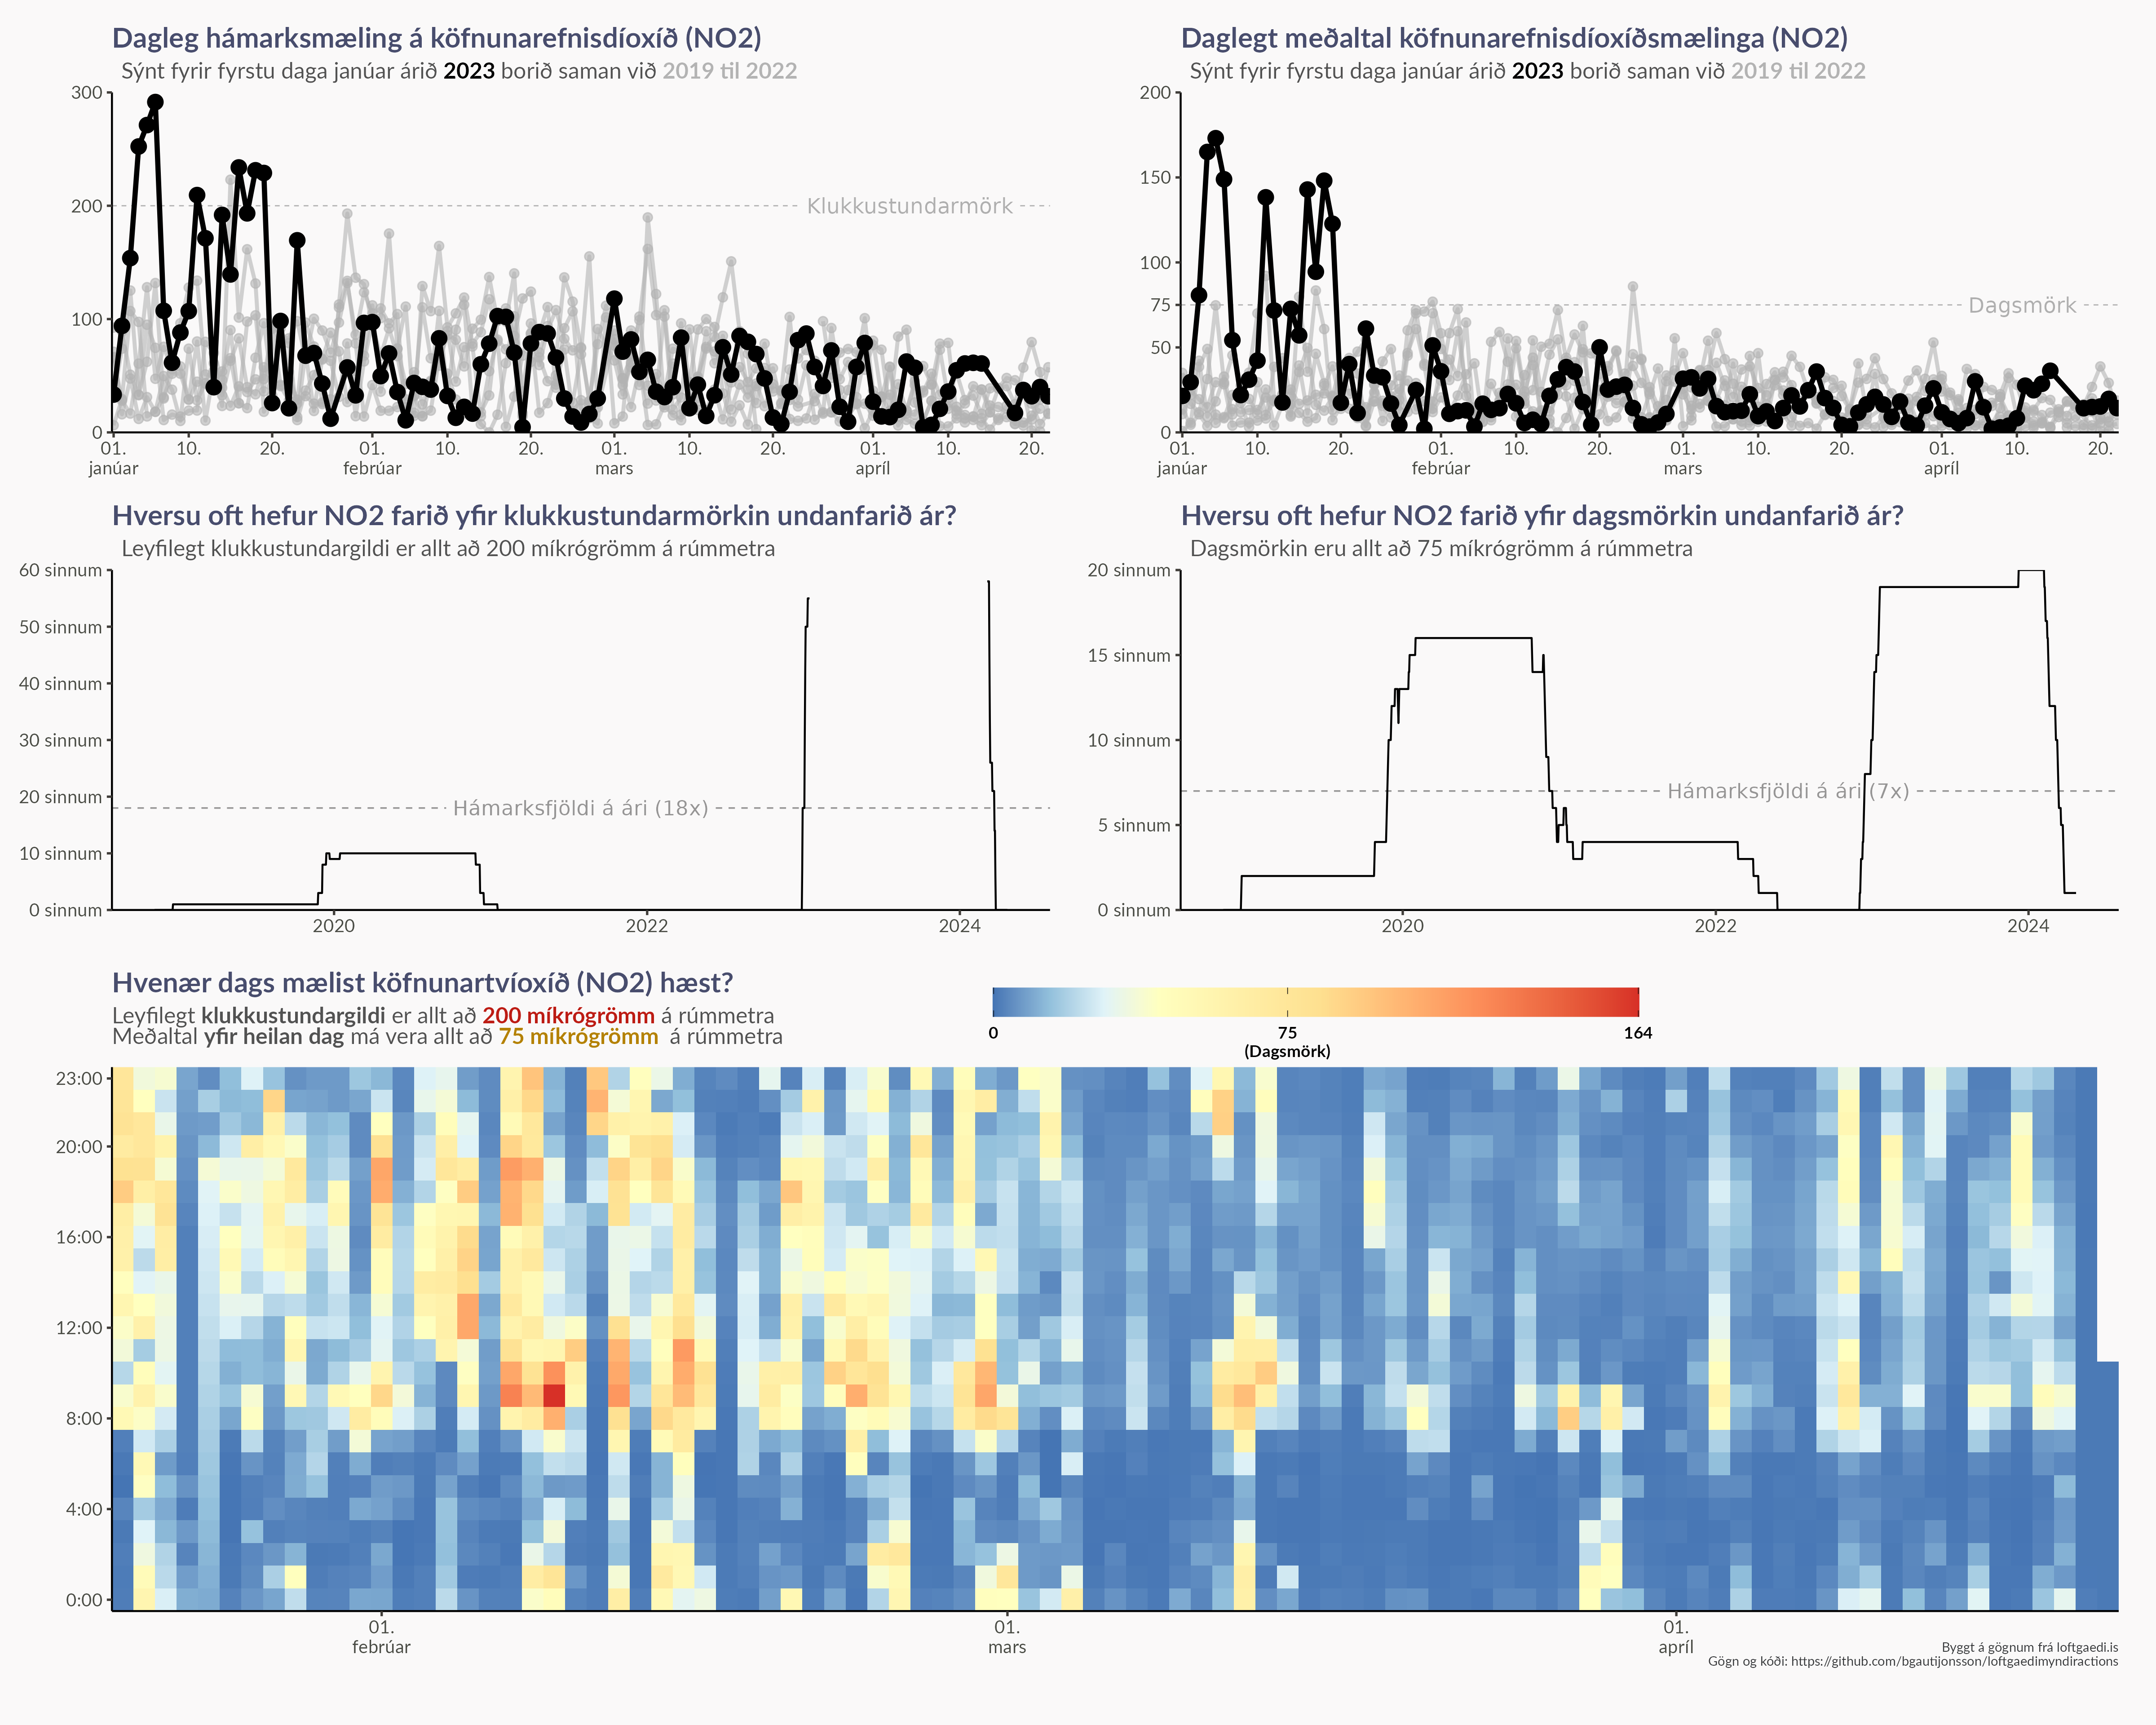 Dagleg hámarksmæling á köfnunarefnisdíoxíð (NO2)
Sýnt fyrir fyrstu daga janúar árið 2023 borið saman við 2019 til 2022
300
200
100
0
Klukkustundarmörk
01. 10. 20. 01. 10. 20. 01. 10. 20. 01. 10. 20.
janúar febrúar mars apríl
Daglegt meðaltal köfnunarefnisdíoxíðsmælinga (NO2)
Sýnt fyrir fyrstu daga janúar árið 2023 borið saman við 2019 til 2022
200
150
100
75
50
0
Dagsmörk
01. 10. 20. 01. 10. 20. 01. 10. 20. 01. 10. 20.
janúar febrúar mars apríl
Hversu oft hefur NO2 farið yfir klukkustundarmörkin undanfarið ár?
Leyfilegt klukkustundargildi er allt að 200 míkrógrömm á rúmmetra
60 sinnum
50 sinnum
40 sinnum
30 sinnum
20 sinnum
10 sinnum
0 sinnum
Hámarksfjöldi á ári (18x)
2020 2022 2024
Hversu oft hefur NO2 farið yfir dagsmörkin undanfarið ár?
Dagsmörkin eru allt að 75 míkrógrömm á rúmmetra
20 sinnum
15 sinnum
10 sinnum
5 sinnum
0 sinnum
Hámarksfjöldi á ári (7x)
2020 2022 2024
Hvenær dags mælist köfnunartvíoxíð (NO2) hæst?
Leyfilegt klukkustundargildi er allt að 200 míkrógrömm á rúmmetra
Meðaltal yfir heilan dag má vera allt að 75 míkrógrömm á rúmmetra
0 75 164
(Dagsmörk)
23:00
20:00
16:00
12:00
8:00
4:00
0:00
01. 01. 01.
febrúar mars apríl
Byggt á gögnum frá loftgaedi.is
Gögn og kóði: https://github.com/bgautijonsson/loftgaedimyndiractions